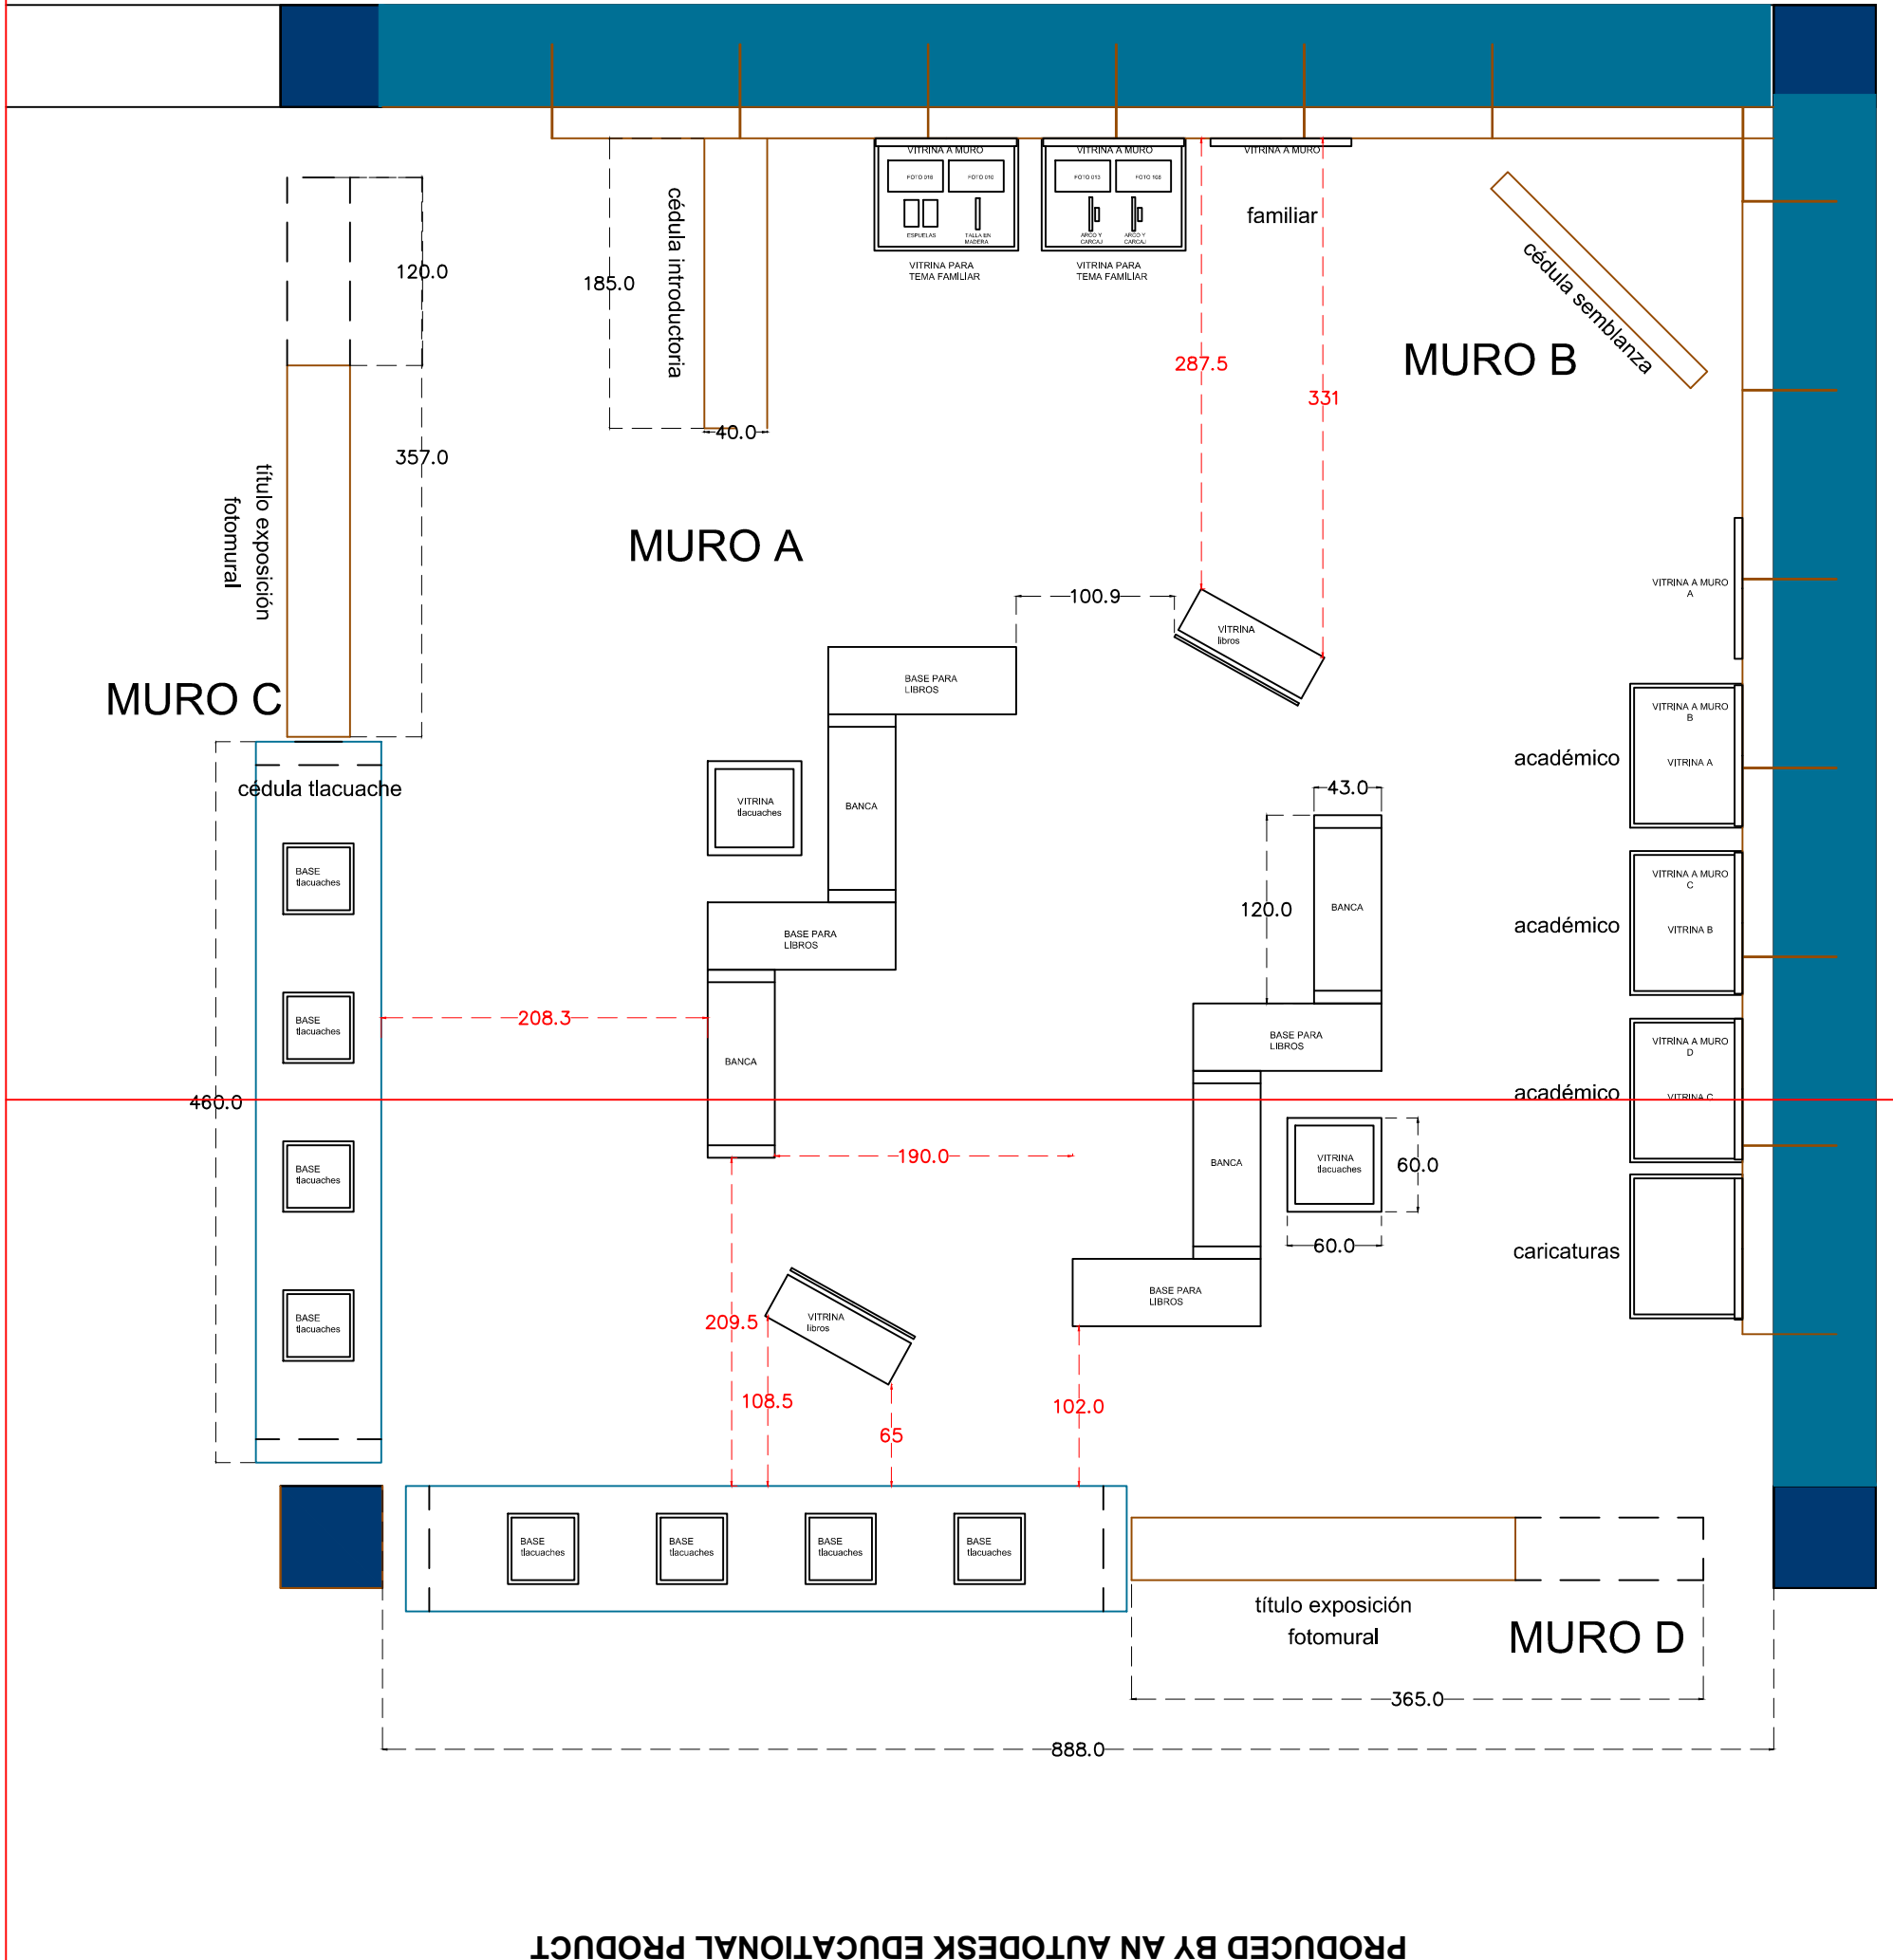 VITRINA A MURO
VITRINA A MURO
VITRINA A MURO
FOTO 016
FOTO 013
FOTO 108
ESPUELAS
TALLA EN
MADERA
ARCO Y
CARCAJ
ARCO Y
CARCAJ
VITRINA PARA
TEMA FAMILIAR
VITRINA PARA
TEMA FAMILIAR
familiar
cédula introductoria
cédula semblanza
120.0
185.0
287.5
MURO B
331
40.0
357.0
título exposición
fotomural
MURO A
VITRINA A MURO
A
100.9
VITRINA
libros
BASE PARA
LIBROS
MURO C
VITRINA A MURO
B
académico
VITRINA A
cédula tlacuache
VITRINA
tlacuaches
BANCA
43.0
BASE
tlacuaches
VITRINA A MURO
C
120.0
BANCA
académico
VITRINA B
BASE PARA
LIBROS
BASE
tlacuaches
208.3
BASE PARA
LIBROS
VITRINA A MURO
D
BANCA
460.0
académico
VITRINA C
190.0
BASE
tlacuaches
BANCA
VITRINA
tlacuaches
60.0
60.0
caricaturas
BASE PARA
LIBROS
BASE
tlacuaches
209.5
VITRINA
libros
108.5
65
102.0
BASE
tlacuaches
BASE
tlacuaches
BASE
tlacuaches
BASE
tlacuaches
título exposición
fotomural
MURO D
365.0
888.0
PRODUCED BY AN AUTODESK EDUCATIONAL PRODUCT